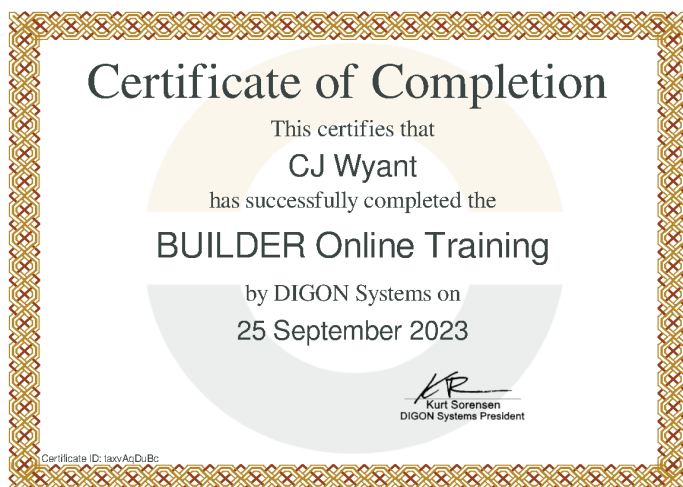 Certificate of Completion
This certifies that
CJ Wyant
has successfully completed the
BUILDER Online Training
by DIGON Systems on
25 September 2023
Kurt Sorensen
DIGON Systems President
Certificate ID: taxvAqDuBc